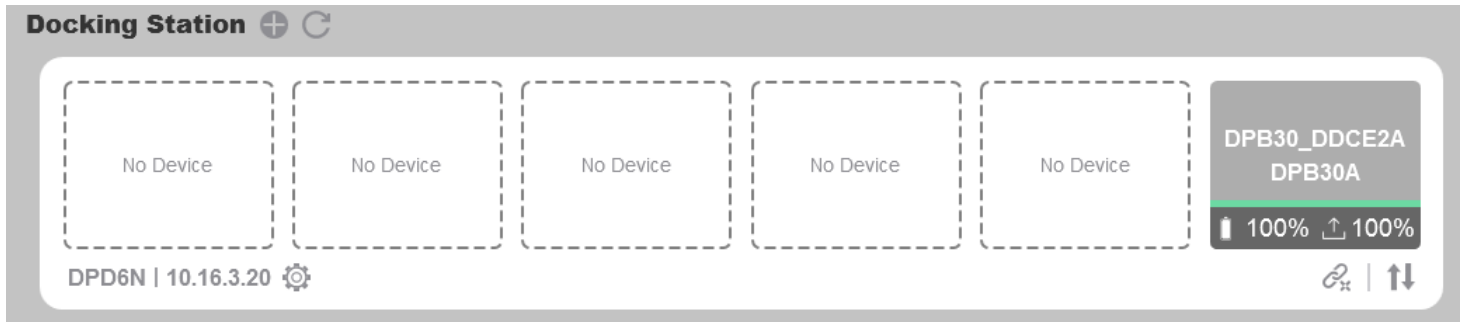 Docking Station
No Device
No Device
No Device
No Device
No Device
DPB30_DDCE2A
DPB30A
100% 100%
DPD6N | 10.16.3.20